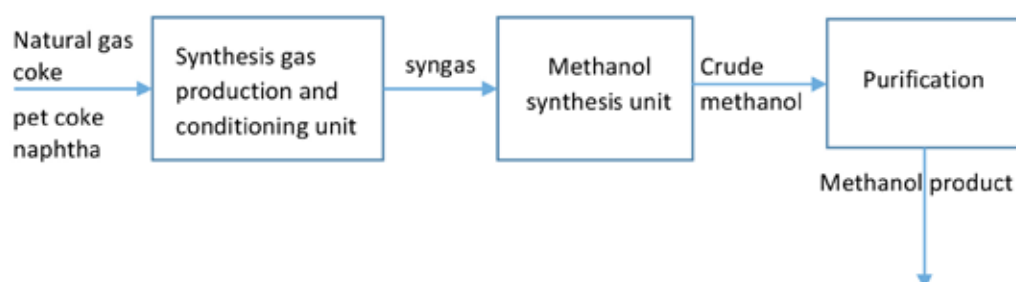 Natural gas
coke
pet coke
naphtha
Synthesis gas
production and
conditioning unit
syngas
Methanol
synthesis unit
Crude
methanol
Purification
Methanol product